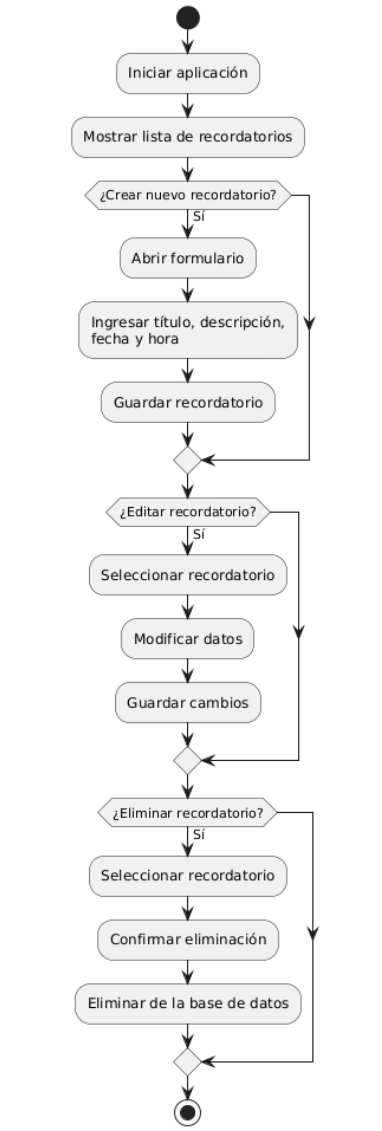 Iniciar aplicación
Mostrar lista de recordatorios
¿Crear nuevo recordatorio?
Sí
Abrir formulario
Ingresar título, descripción,
fecha y hora
Guardar recordatorio
¿Editar recordatorio?
Sí
Seleccionar recordatorio
Modificar datos
Guardar cambios
¿Eliminar recordatorio?
Sí
Seleccionar recordatorio
Confirmar eliminación
Eliminar de la base de datos